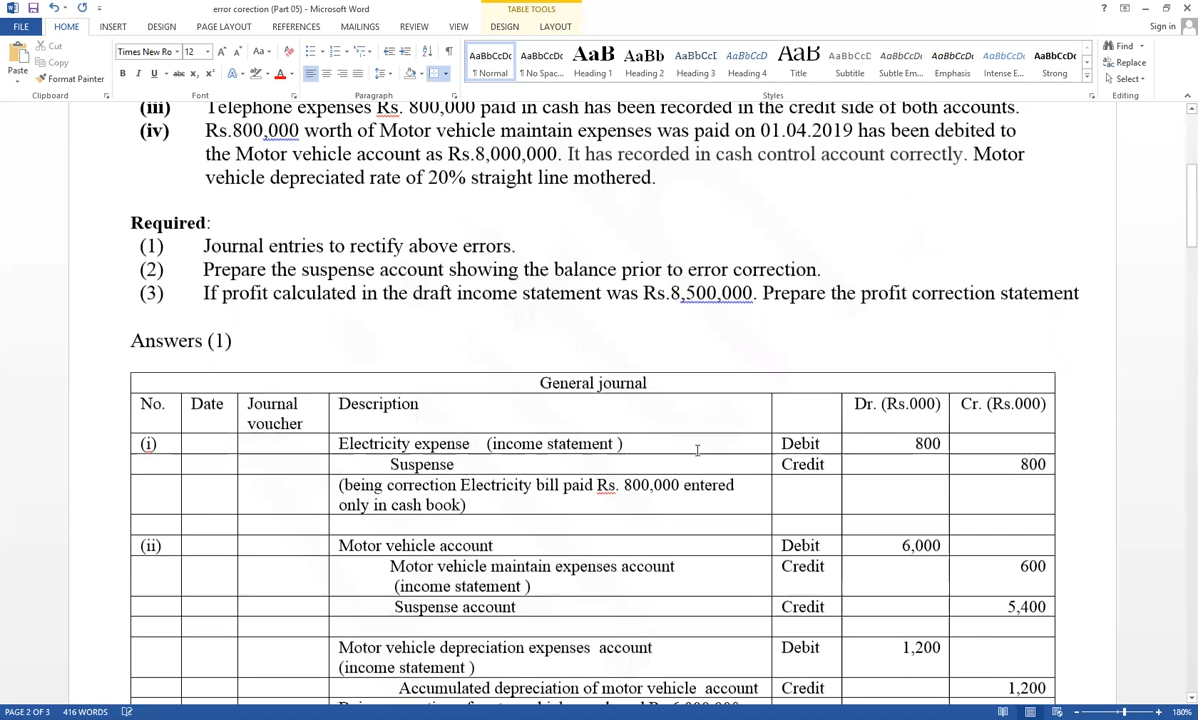 error corection (Part 05) - Microsoft Word
TABLE TOOLS
FILE HOME INSERT DESIGN PAGE LAYOUT REFERENCES MAILINGS REVIEW VIEW DESIGN LAYOUT
Sign in
Paste
Cut
Copy
Format Painter
Clipboard
Times New Ro 12
Font
Paragraph
AaBbCcDc AaBbCcDc AaB AaBb AaBbCcI AaBbCcD AaB AaBbCcD AaBbCcDc AaBbCcDc AaBbCcDc AaBbCcDc
¶ Normal ¶ No Spac... Heading 1 Heading 2 Heading 3 Heading 4 Title Subtitle Subtle Em... Emphasis Intense E... Strong
Styles
Find
Replace
Select
Editing
(iii) Telephone expenses Rs. 800,000 paid in cash has been recorded in the credit side of both accounts.
(iv) Rs.800,000 worth of Motor vehicle maintain expenses was paid on 01.04.2019 has been debited to
the Motor vehicle account as Rs.8,000,000. It has recorded in cash control account correctly. Motor
vehicle depreciated rate of 20% straight line mothered.
Required:
(1) Journal entries to rectify above errors.
(2) Prepare the suspense account showing the balance prior to error correction.
(3) If profit calculated in the draft income statement was Rs.8,500,000. Prepare the profit correction statement
Answers (1)
General journal
No. Date Journal voucher Description Dr. (Rs.000) Cr. (Rs.000)
(i) Electricity expense (income statement ) Debit 800
Suspense Credit 800
(being correction Electricity bill paid Rs. 800,000 entered
only in cash book)
(ii) Motor vehicle account Debit 6,000
Motor vehicle maintain expenses account Credit 600
(income statement )
Suspense account Credit 5,400
Motor vehicle depreciation expenses account Debit 1,200
(income statement )
Accumulated depreciation of motor vehicle account Credit 1,200
PAGE 2 OF 3 416 WORDS 180%